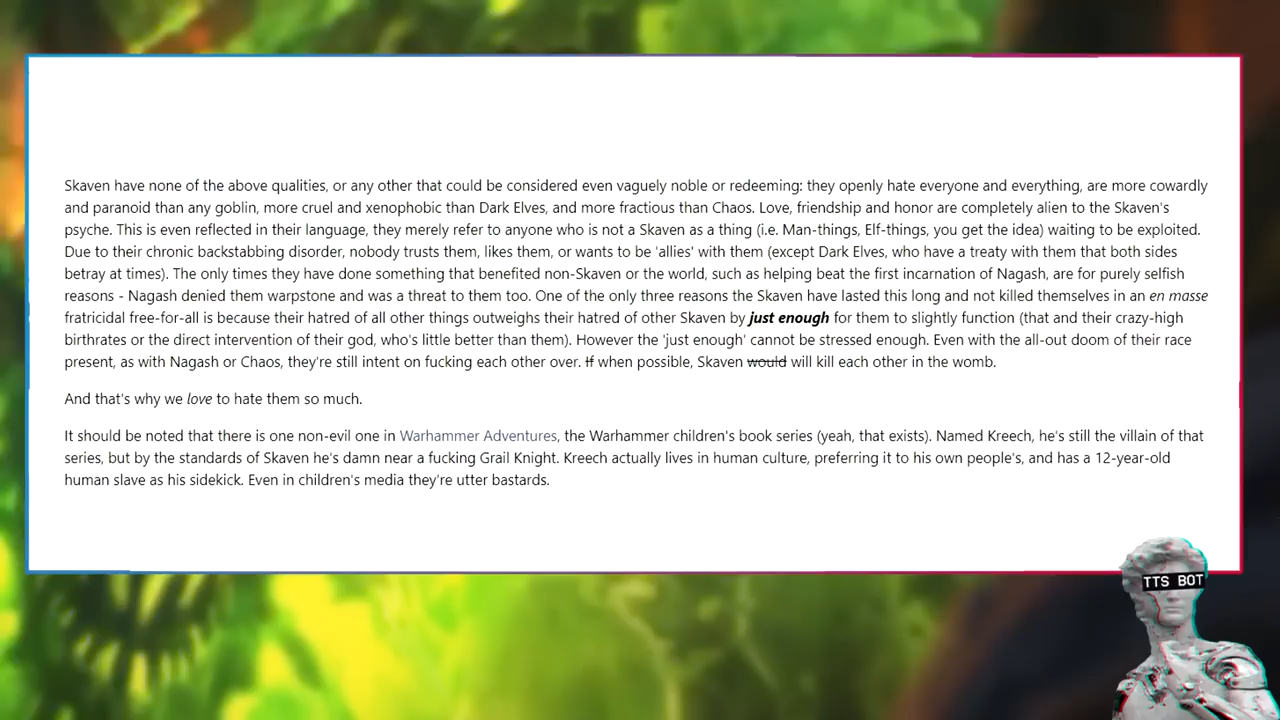 Skaven have none of the above qualities, or any other that could be considered even vaguely noble or redeeming: they openly hate everyone and everything, are more cowardly
and paranoid than any goblin, more cruel and xenophobic than Dark Elves, and more fractious than Chaos. Love, friendship and honor are completely alien to the Skaven's
psyche. This is even reflected in their language, they merely refer to anyone who is not a Skaven as a thing (i.e. Man-things, Elf-things, you get the idea) waiting to be exploited.
Due to their chronic backstabbing disorder, nobody trusts them, likes them, or wants to be 'allies' with them (except Dark Elves, who have a treaty with them that both sides
betray at times). The only times they have done something that benefited non-Skaven or the world, such as helping beat the first incarnation of Nagash, are for purely selfish
reasons - Nagash denied them warpstone and was a threat to them too. One of the only three reasons the Skaven have lasted this long and not killed themselves in an en masse
fratricidal free-for-all is because their hatred of all other things outweighs their hatred of other Skaven by just enough for them to slightly function (that and their crazy-high
birthrates or the direct intervention of their god, who's little better than them). However the 'just enough' cannot be stressed enough. Even with the all-out doom of their race
present, as with Nagash or Chaos, they're still intent on fucking each other over. If when possible, Skaven would will kill each other in the womb.
And that's why we love to hate them so much.
It should be noted that there is one non-evil one in Warhammer Adventures, the Warhammer children's book series (yeah, that exists). Named Kreech, he's still the villain of that
series, but by the standards of Skaven he's damn near a fucking Grail Knight. Kreech actually lives in human culture, preferring it to his own people's, and has a 12-year-old
human slave as his sidekick. Even in children's media they're utter bastards.
TTS BOT